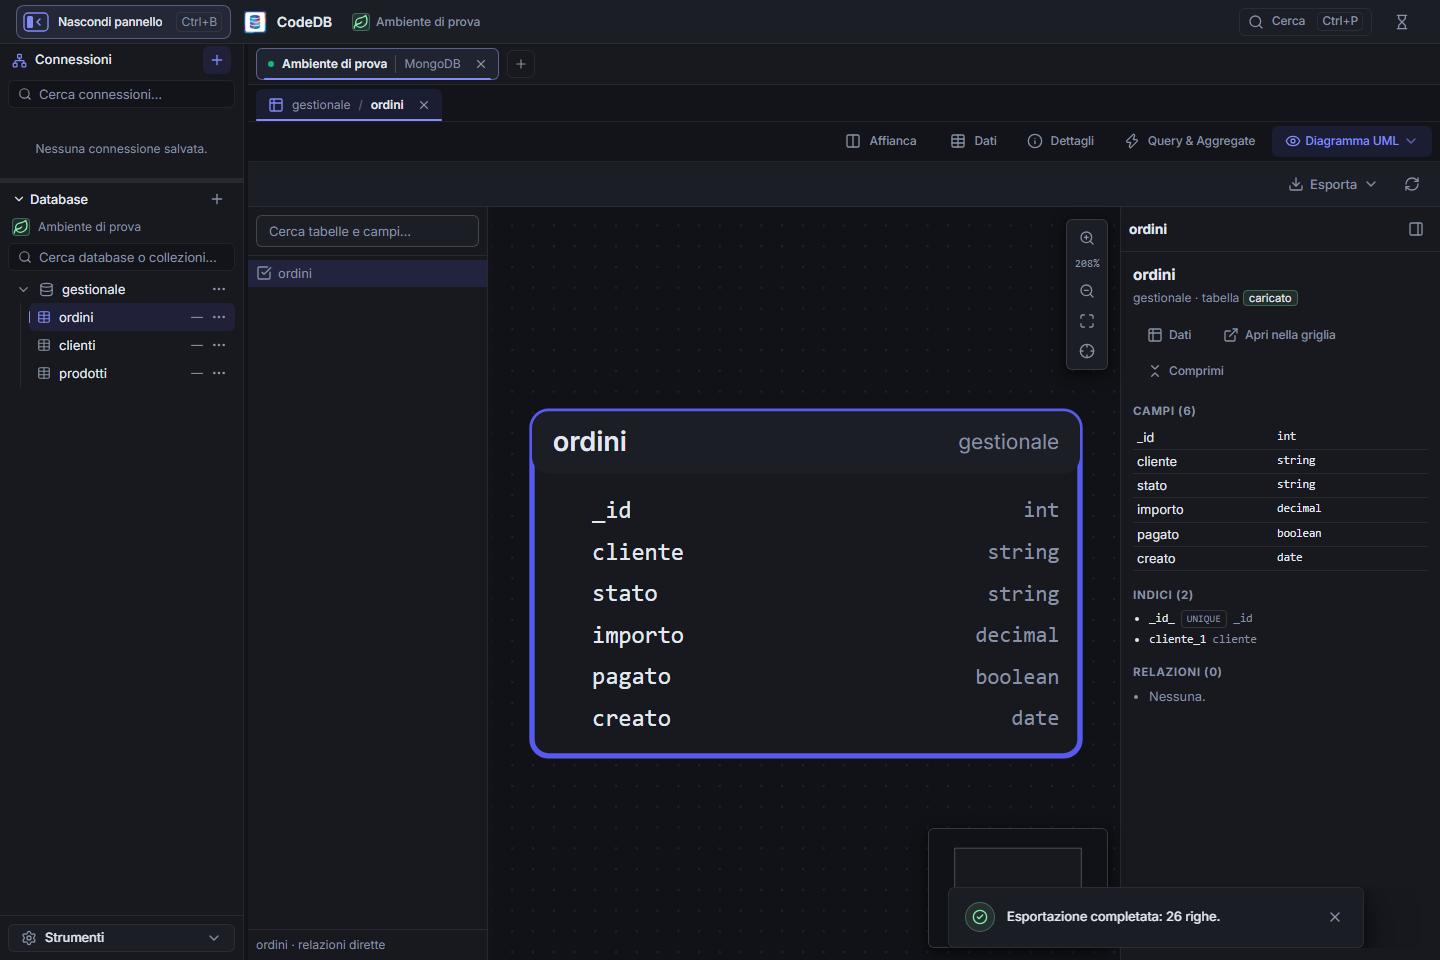 Nascondi pannello Ctrl+B CodeDB Ambiente di prova Cerca Ctrl+P
Connessioni
Cerca connessioni...
Nessuna connessione salvata.
Database
Ambiente di prova
Cerca database o collezioni...
gestionale
ordini
clienti
prodotti
Strumenti
Ambiente di prova MongoDB
gestionale / ordini
Affianca Dati Dettagli Query & Aggregate Diagramma UML
Esporta
Cerca tabelle e campi...
ordini
ordini · relazioni dirette
208%
ordini gestionale
_id int
cliente string
stato string
importo decimal
pagato boolean
creato date
ordini
ordini
gestionale · tabella caricato
Dati Apri nella griglia
Comprimi
CAMPI (6)
_id int
cliente string
stato string
importo decimal
pagato boolean
creato date
INDICI (2)
_id_ UNIQUE _id
cliente_1 cliente
RELAZIONI (0)
Nessuna.
Esportazione completata: 26 righe.